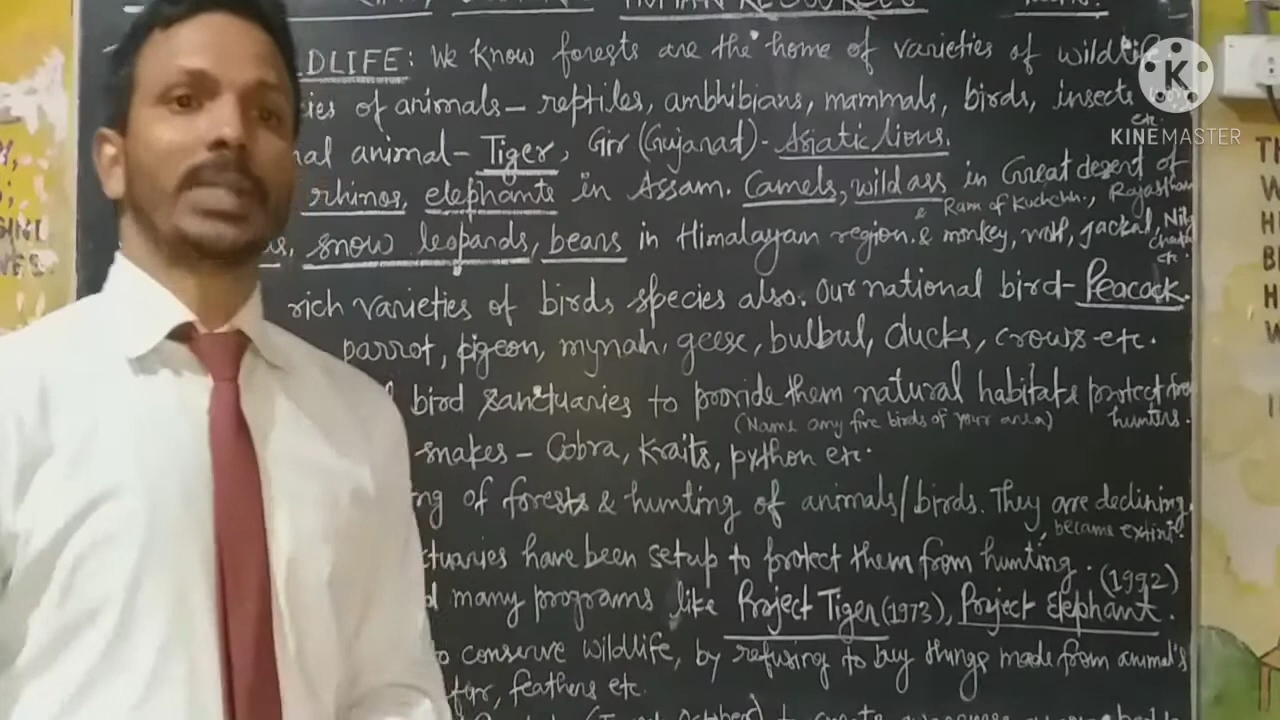 HUMAN RESOURCES
DLIFE: We know forests are the home of varieties of wildlife
cies of animals - reptiles, ambhibians, mammals, birds, insects
etc.
nal animal - Tiger, Gir (Gujarat) - Asiatic lions.
rhinos, elephants in Assam. Camels, wild ass in Great desert of
& Rann of Kuchchh., Rajasthan
snow leopards, bears in Himalayan region. & monkey, wolf, jackal, Nil
etc.
rich varieties of birds species also. Our national bird - Peacock.
parrot, pigeon, mynah, geese, bulbul, ducks, crows etc.
bird sanctuaries to provide them natural habitat & protect from
(Name any five birds of your area) hunters.
snakes - Cobra, Kraits, python etc.
ng of forests & hunting of animals/birds. They are declining,
became extint.
ctuaries have been setup to protect them from hunting.
(1992)
d many programs like Project Tiger (1973), Project Elephant.
to conserve wildlife, by refusing to buy things made from animal's
fur, feathers etc.
K
KINEMASTER